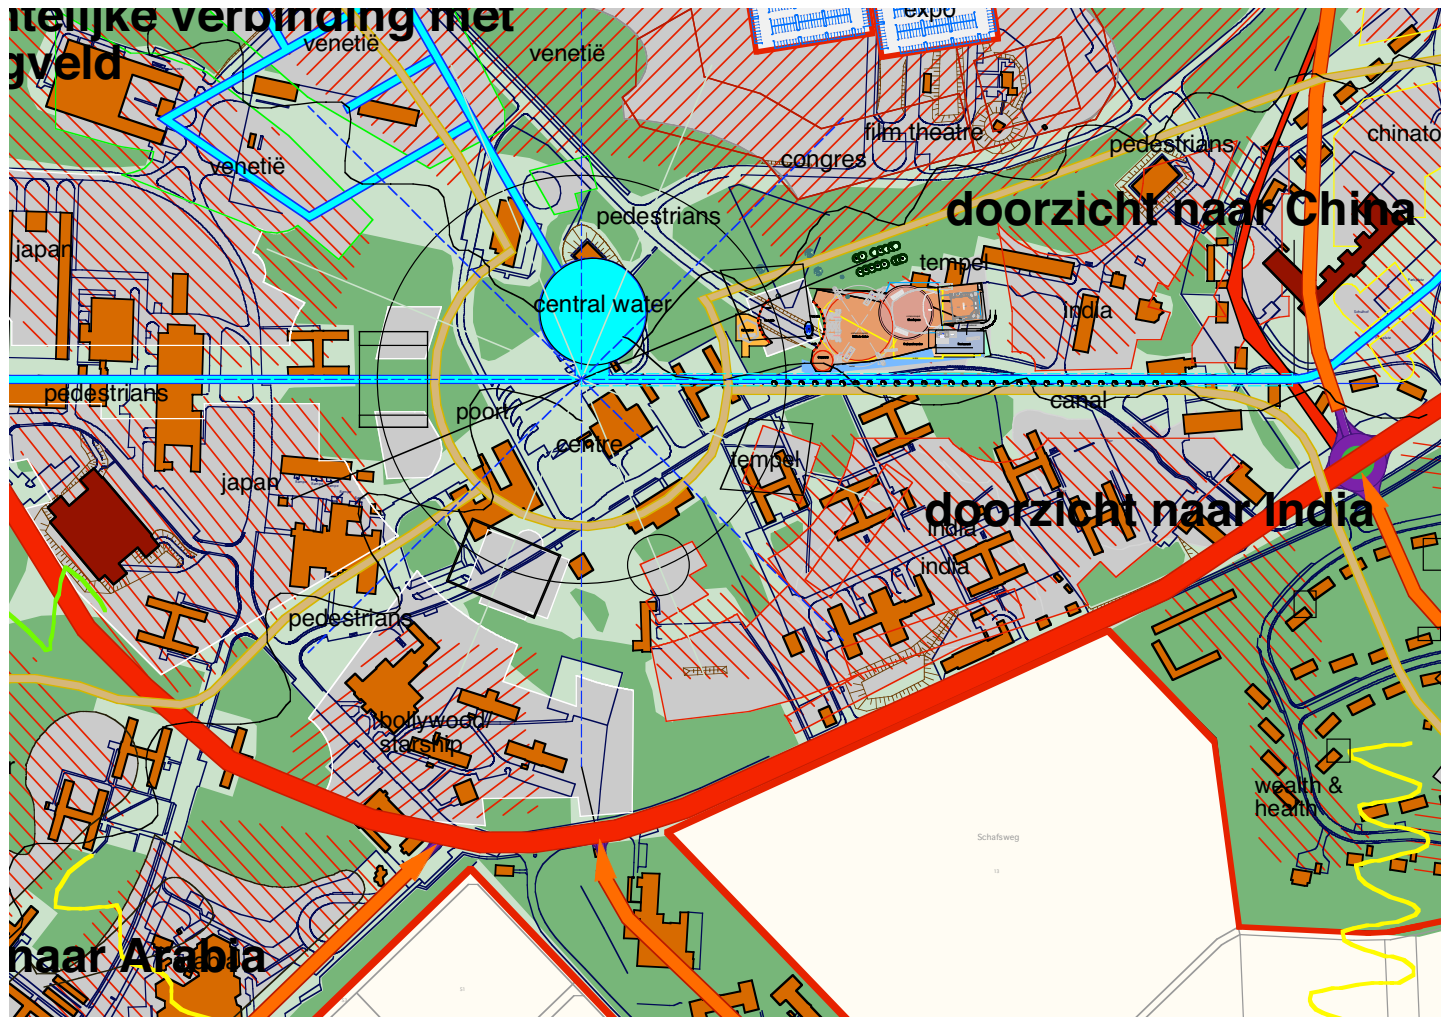 telijke verbinding met
gveld
venetië
venetië
expo
film theatre
chinato
congres
pedestrians
venetië
doorzicht naar China
pedestrians
japan
tempel
central water
india
pedestrians
canal
poort
centre
tempel
japan
doorzicht naar India
india
india
pedestrians
bollywood/
starship
wealth &
health
Schafsweg
naar Arabia